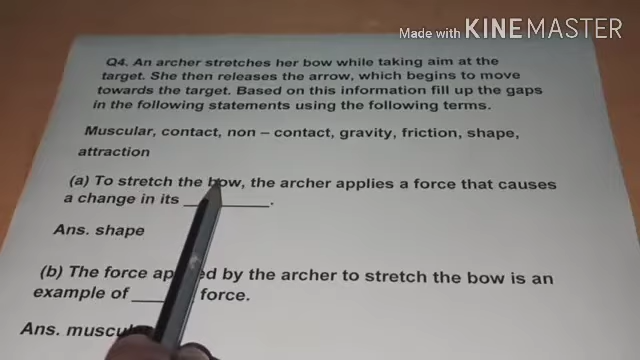 Made with KINEMASTER
Q4. An archer stretches her bow while taking aim at the
target. She then releases the arrow, which begins to move
towards the target. Based on this information fill up the gaps
in the following statements using the following terms.
Muscular, contact, non – contact, gravity, friction, shape,
attraction
(a) To stretch the bow, the archer applies a force that causes
a change in its ________.
Ans. shape
(b) The force by the archer to stretch the bow is an
example of ____ force.
Ans.